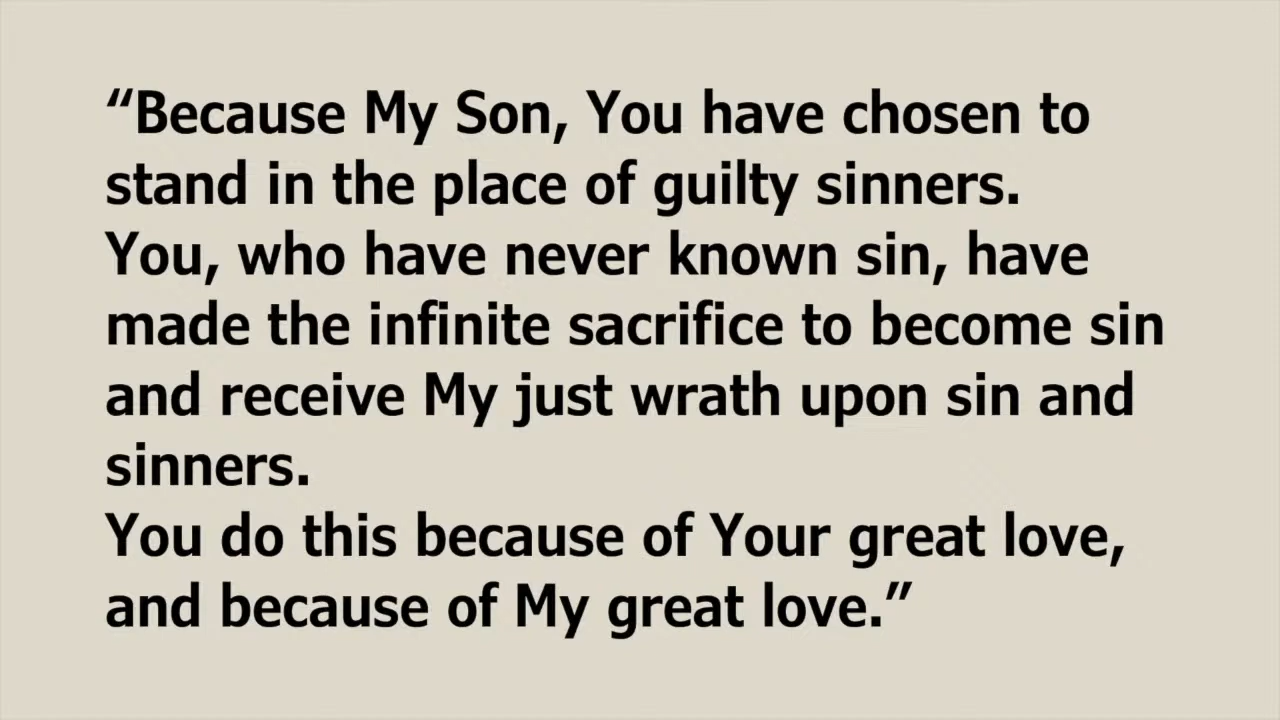 “Because My Son, You have chosen to
stand in the place of guilty sinners.
You, who have never known sin, have
made the infinite sacrifice to become sin
and receive My just wrath upon sin and
sinners.
You do this because of Your great love,
and because of My great love.”